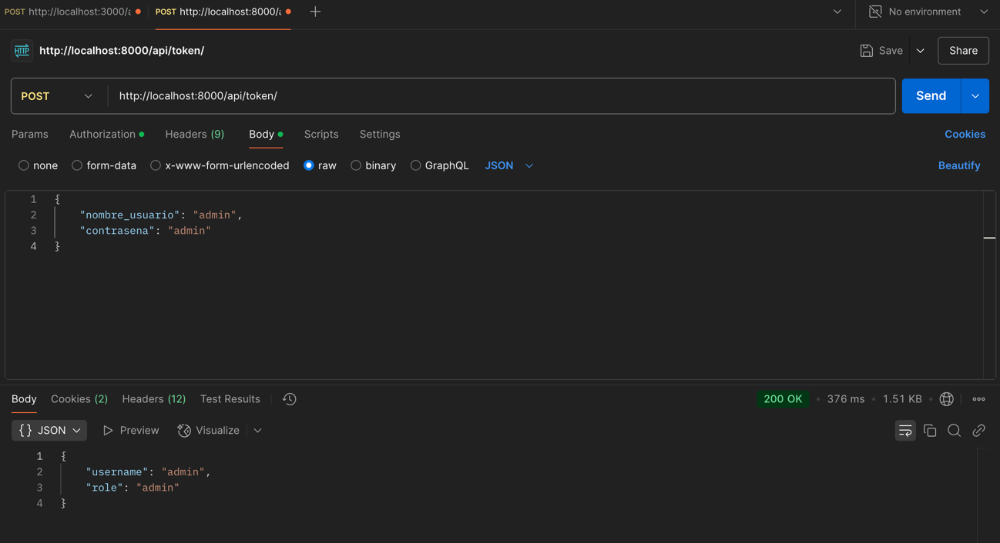 POST http://localhost:3000/a POST http://localhost:8000/a No environment
HTTP http://localhost:8000/api/token/ Save Share
POST http://localhost:8000/api/token/ Send
Params Authorization Headers (9) Body Scripts Settings Cookies
none form-data x-www-form-urlencoded raw binary GraphQL JSON Beautify
1 {
2 "nombre_usuario": "admin",
3 "contrasena": "admin"
4 }
Body Cookies (2) Headers (12) Test Results 200 OK • 376 ms • 1.51 KB •
{} JSON Preview Visualize
1 {
2 "username": "admin",
3 "role": "admin"
4 }